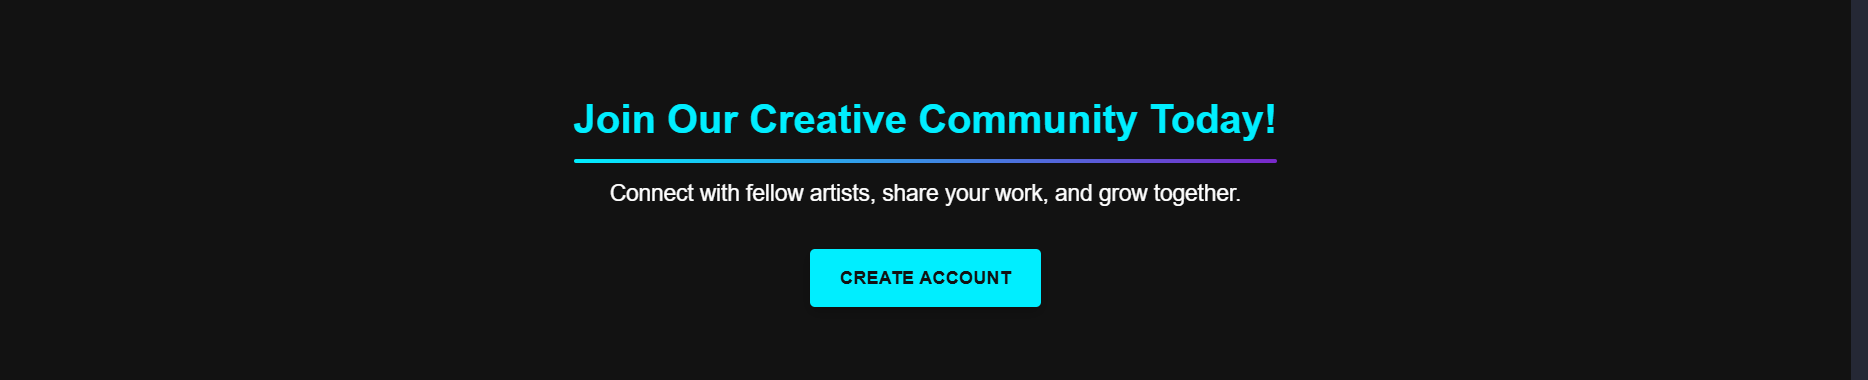 Join Our Creative Community Today!
Connect with fellow artists, share your work, and grow together.
CREATE ACCOUNT